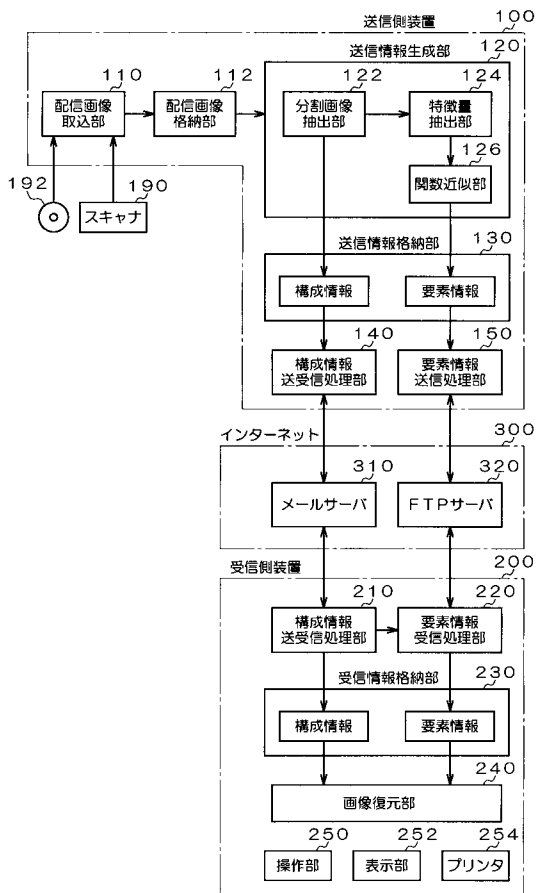 送信側装置
100
送信情報生成部
120
110
112
122
124
配信画像
取込部
配信画像
格納部
分割画像
抽出部
特徴量
抽出部
126
関数近似部
192
190
スキャナ
送信情報格納部
130
構成情報
要素情報
140
150
構成情報
送受信処理部
要素情報
送信処理部
インターネット
300
310
320
メールサーバ
FTPサーバ
受信側装置
200
210
220
構成情報
送受信処理部
要素情報
受信処理部
受信情報格納部
230
構成情報
要素情報
240
画像復元部
250
252
254
操作部
表示部
プリンタ